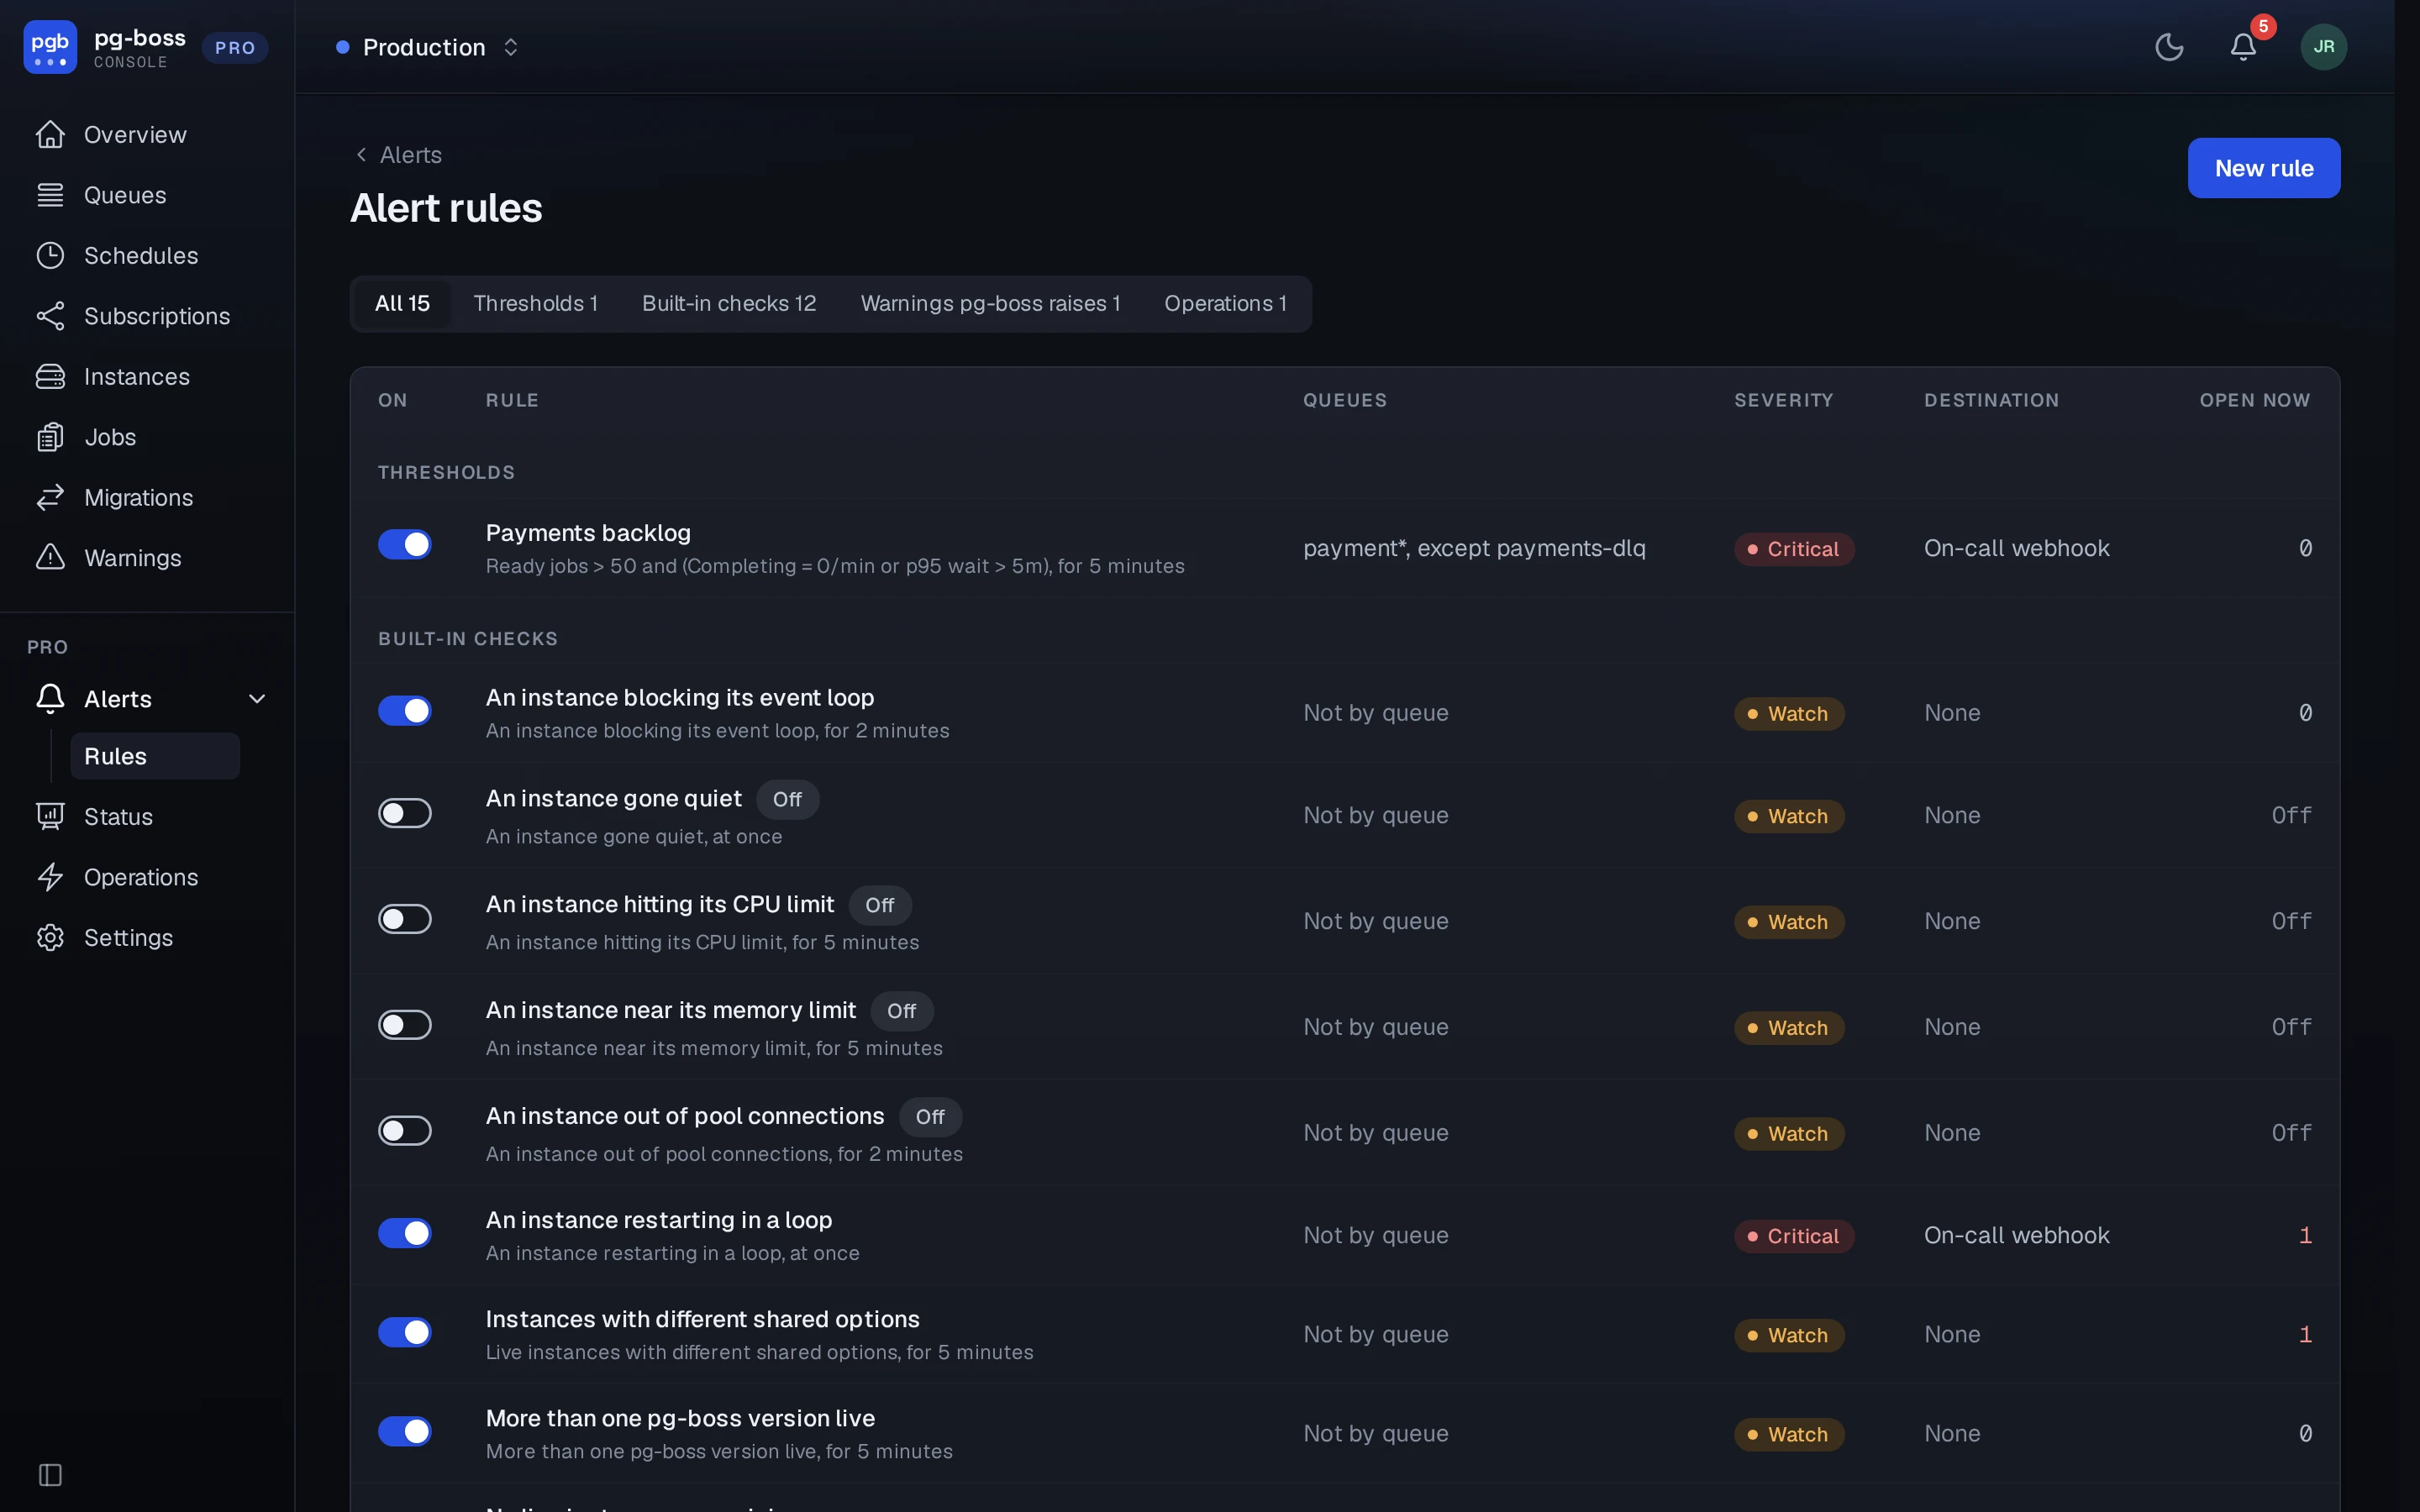 pgb
pg-boss
CONSOLE
PRO
Production
5
JR
Overview
Queues
Schedules
Subscriptions
Instances
Jobs
Migrations
Warnings
PRO
Alerts
Rules
Status
Operations
Settings
Alerts
Alert rules
New rule
All 15
Thresholds 1
Built-in checks 12
Warnings pg-boss raises 1
Operations 1
ON RULE QUEUES SEVERITY DESTINATION OPEN NOW
THRESHOLDS
Payments backlog
Ready jobs > 50 and (Completing = 0/min or p95 wait > 5m), for 5 minutes
payment*, except payments-dlq
Critical
On-call webhook
0
BUILT-IN CHECKS
An instance blocking its event loop
An instance blocking its event loop, for 2 minutes
Not by queue
Watch
None
0
An instance gone quiet Off
An instance gone quiet, at once
Not by queue
Watch
None
Off
An instance hitting its CPU limit Off
An instance hitting its CPU limit, for 5 minutes
Not by queue
Watch
None
Off
An instance near its memory limit Off
An instance near its memory limit, for 5 minutes
Not by queue
Watch
None
Off
An instance out of pool connections Off
An instance out of pool connections, for 2 minutes
Not by queue
Watch
None
Off
An instance restarting in a loop
An instance restarting in a loop, at once
Not by queue
Critical
On-call webhook
1
Instances with different shared options
Live instances with different shared options, for 5 minutes
Not by queue
Watch
None
1
More than one pg-boss version live
More than one pg-boss version live, for 5 minutes
Not by queue
Watch
None
0